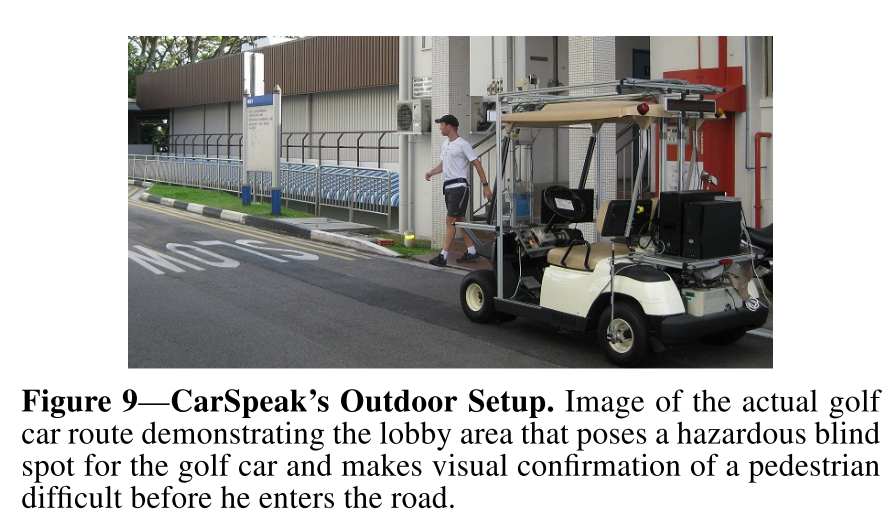 SLOW
Figure 9—CarSpeak's Outdoor Setup. Image of the actual golf
car route demonstrating the lobby area that poses a hazardous blind
spot for the golf car and makes visual confirmation of a pedestrian
difficult before he enters the road.